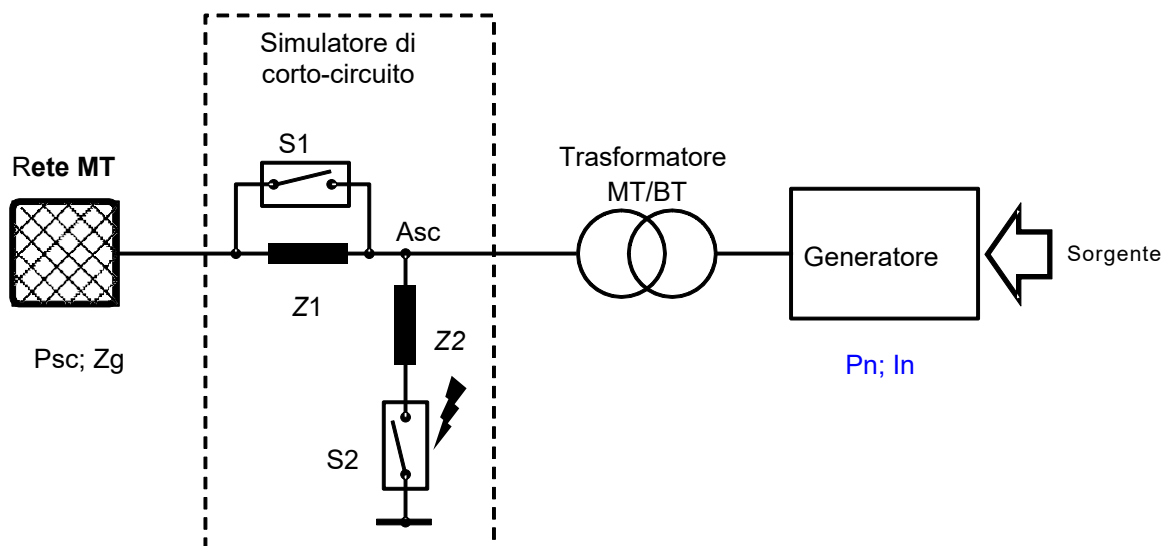 Simulatore di
corto-circuito
S1
Rete MT
Trasformatore
MT/BT
Asc
Generatore
Sorgente
Z1
Z2
Psc; Zg
Pn; In
S2